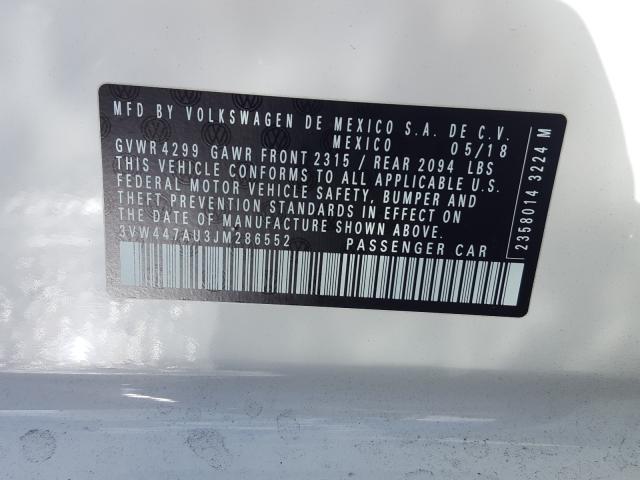 MFD BY VOLKSWAGEN DE MEXICO S.A. DE C.V.
MEXICO 05/18
GVWR 4299 GAWR FRONT 2315 / REAR 2094 LBS
THIS VEHICLE CONFORMS TO ALL APPLICABLE U.S.
FEDERAL MOTOR VEHICLE SAFETY, BUMPER AND
THEFT PREVENTION STANDARDS IN EFFECT ON
THE DATE OF MANUFACTURE SHOWN ABOVE.
3VW447AU3JM286552 PASSENGER CAR
2358014 3224 M